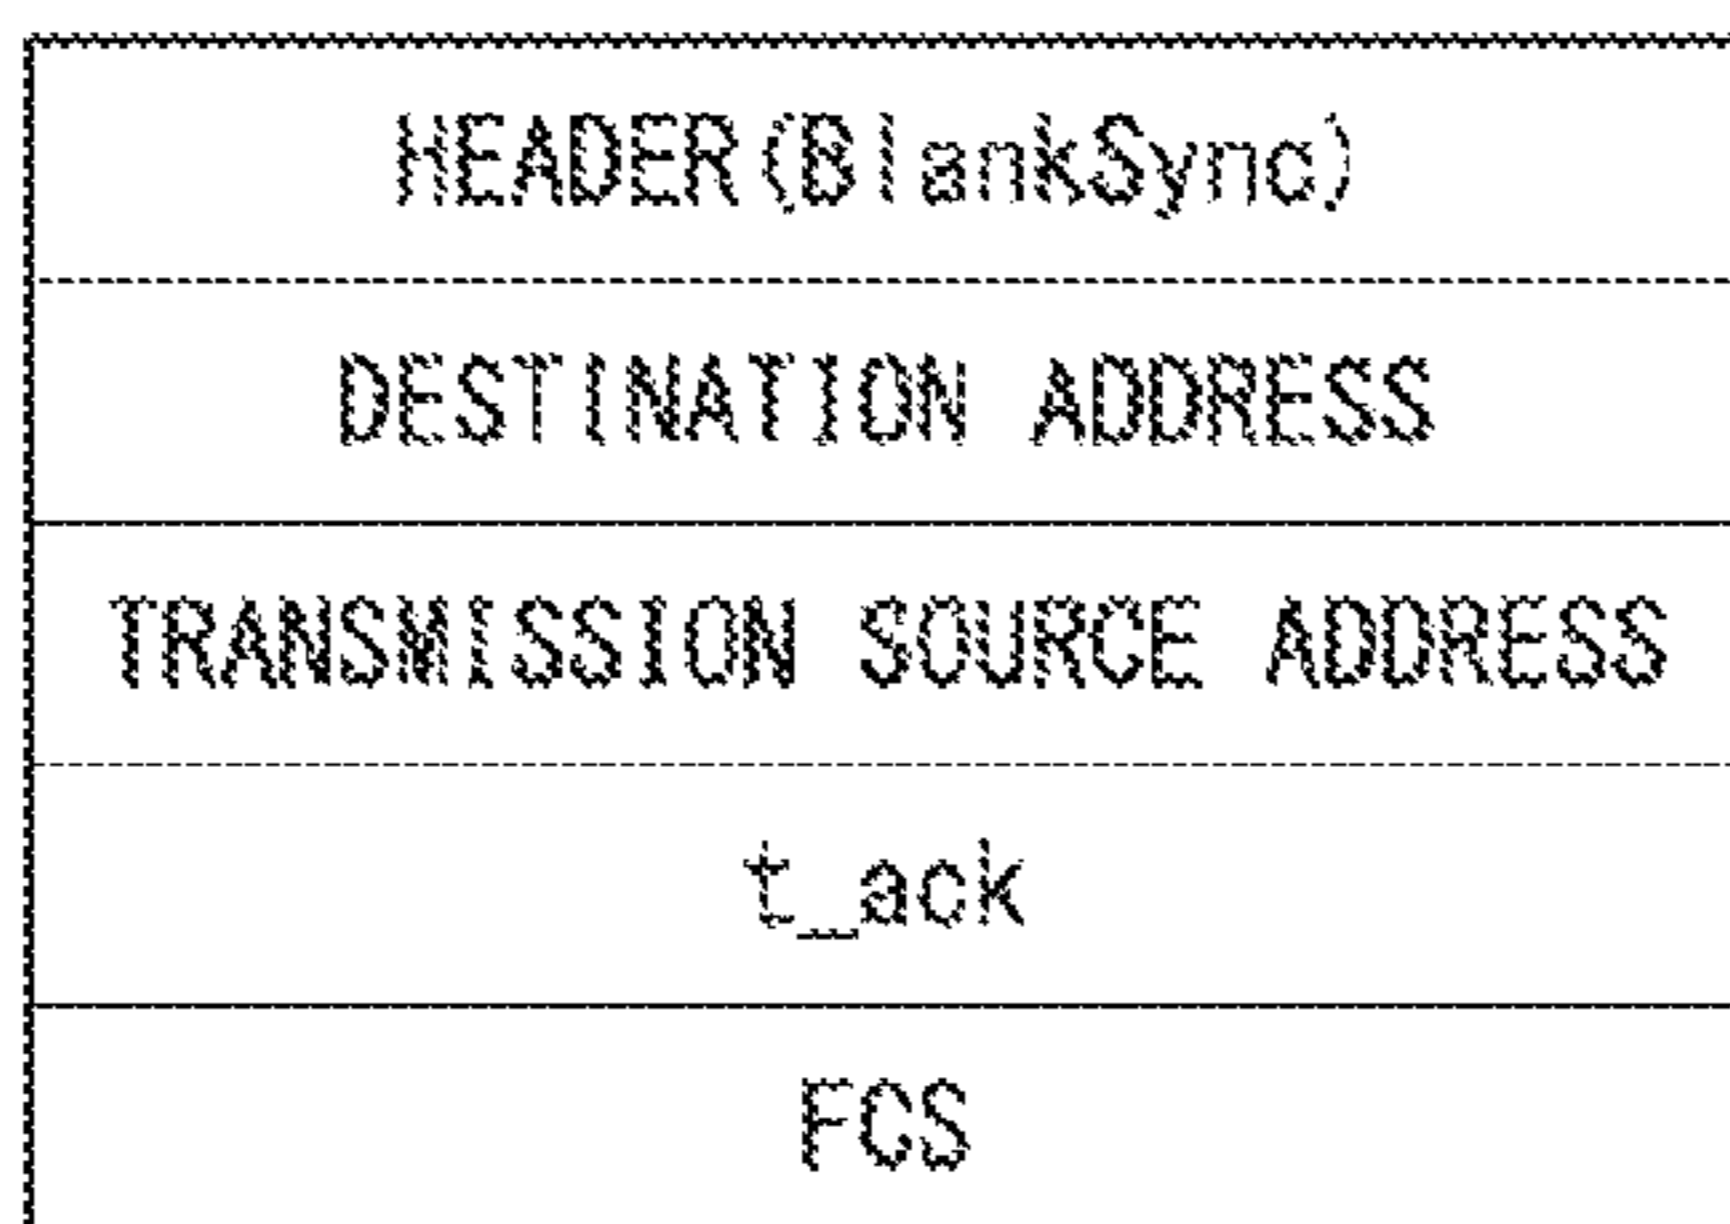 HEADER(BlankSync)
DESTINATION ADDRESS
TRANSMISSION SOURCE ADDRESS
t_ack
FCS